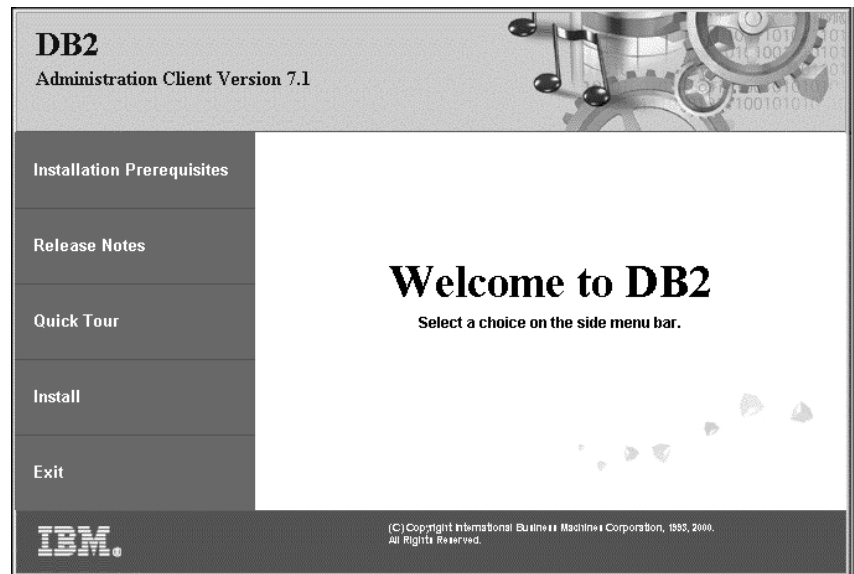 DB2
Administration Client Version 7.1
Installation Prerequisites
Release Notes
Quick Tour
Install
Exit
Welcome to DB2
Select a choice on the side menu bar.
IBM®
(C) Copyright International Business Machines Corporation, 1993, 2000.
All Rights Reserved.